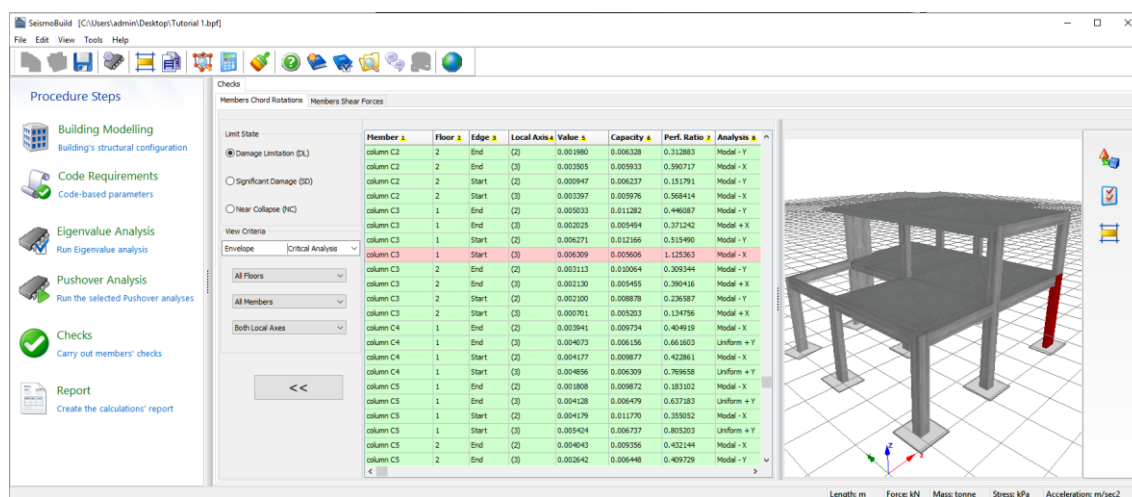 SeismoBuild [C:\Users\admin\Desktop\Tutorial 1.bpf]
File Edit View Tools Help
Procedure Steps
Building Modelling
Building's structural configuration
Code Requirements
Code-based parameters
Eigenvalue Analysis
Run Eigenvalue analysis
Pushover Analysis
Run the selected Pushover analyses
Checks
Carry out members' checks
Report
Create the calculations' report
Checks
Members Chord Rotations Members Shear Forces
Limit State
Damage Limitation (DL)
Significant Damage (SD)
Near Collapse (NC)
View Criteria
Envelope Critical Analysis
All Floors
All Members
Both Local Axes
<<
Member 1 Floor 2 Edge 3 Local Axis 4 Value 5 Capacity 6 Perf. Ratio 7 Analysis 8
column C2 2 End (2) 0.001980 0.006328 0.312883 Modal - Y
column C2 2 End (3) 0.003505 0.005933 0.590717 Modal - X
column C2 2 Start (2) 0.000947 0.006237 0.151791 Modal - Y
column C2 2 Start (3) 0.003397 0.005976 0.568414 Modal - X
column C3 1 End (2) 0.005033 0.011282 0.446087 Modal - Y
column C3 1 End (3) 0.002025 0.005454 0.371242 Modal + X
column C3 1 Start (2) 0.006271 0.012166 0.515490 Modal - Y
column C3 1 Start (3) 0.006309 0.005606 1.125363 Modal - X
column C3 2 End (2) 0.003113 0.010064 0.309344 Modal - Y
column C3 2 End (3) 0.002130 0.005455 0.390416 Modal + X
column C3 2 Start (2) 0.002100 0.008878 0.236587 Modal - Y
column C3 2 Start (3) 0.000701 0.005203 0.134756 Modal + X
column C4 1 End (2) 0.003941 0.009734 0.404919 Modal - X
column C4 1 End (3) 0.004073 0.006156 0.661603 Uniform + Y
column C4 1 Start (2) 0.004177 0.009877 0.422861 Modal - X
column C4 1 Start (3) 0.004856 0.006309 0.769658 Uniform + Y
column C5 1 End (2) 0.001808 0.009872 0.183102 Modal - X
column C5 1 End (3) 0.004128 0.006479 0.637183 Uniform + Y
column C5 1 Start (2) 0.004179 0.011770 0.355052 Modal - X
column C5 1 Start (3) 0.005424 0.006737 0.805203 Uniform + Y
column C5 2 End (2) 0.004043 0.009356 0.432144 Modal - X
column C5 2 End (3) 0.002642 0.006448 0.409729 Modal - Y
Z
X
Length: m Force: kN Mass: tonne Stress: kPa Acceleration: m/sec2